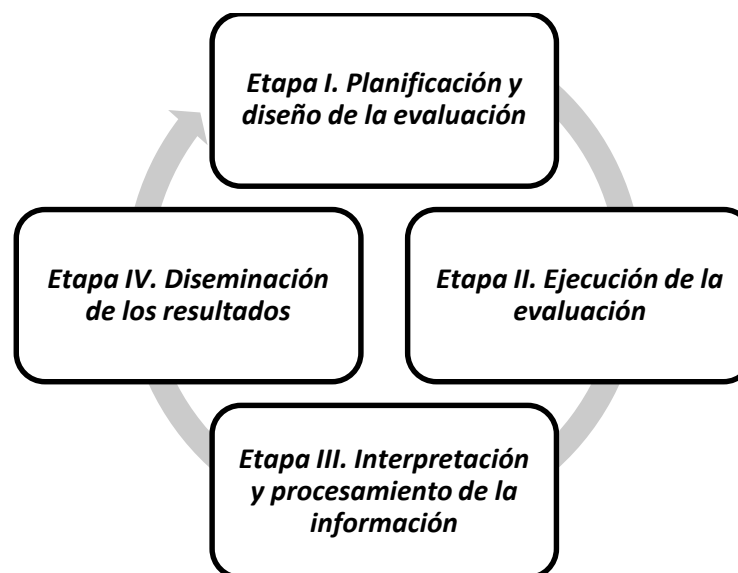 Etapa I. Planificación y
diseño de la evaluación
Etapa IV. Diseminación
de los resultados
Etapa II. Ejecución de la
evaluación
Etapa III. Interpretación
y procesamiento de la
información